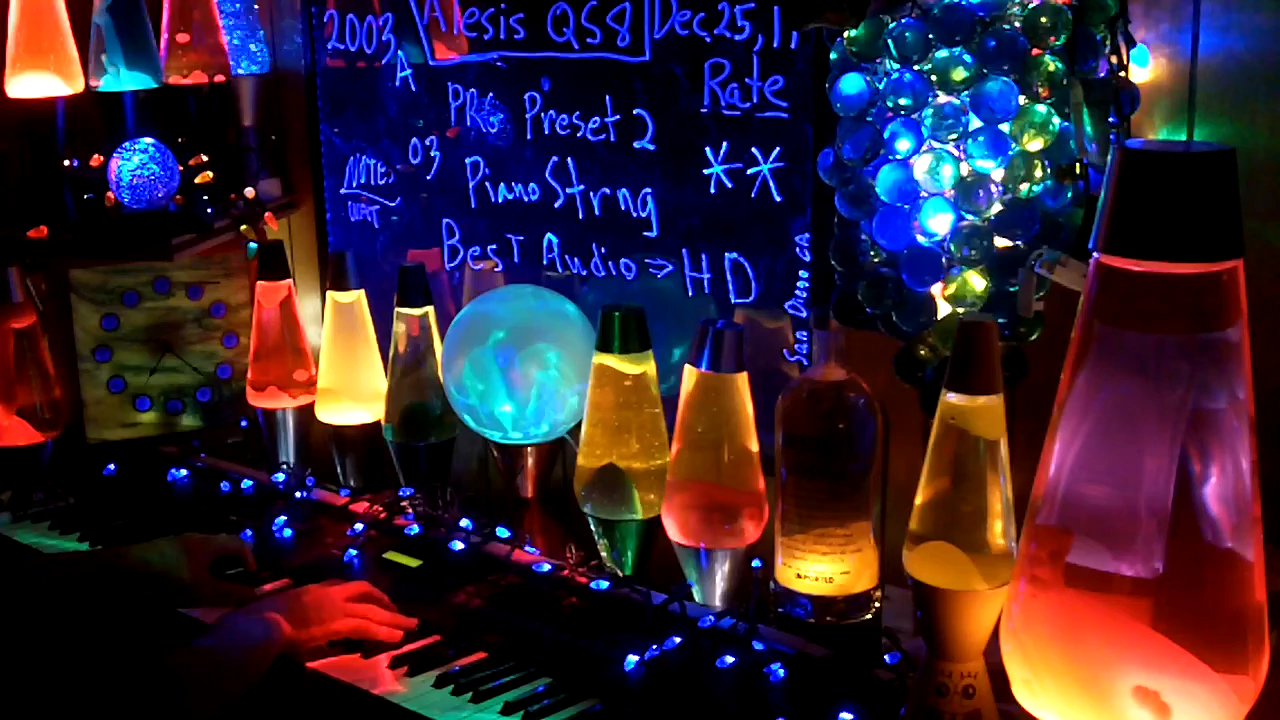 2003 Alesis QS8 Dec. 25, 1,
A
PRG Preset 2
Rate
03
Piano Strng
**
NOTES
Best Audio → HD
San Diego CA
IMPORTED